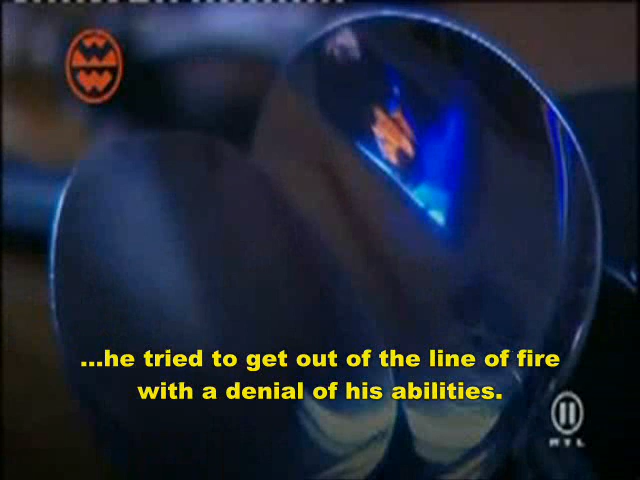 ...he tried to get out of the line of fire
with a denial of his abilities.
RTL